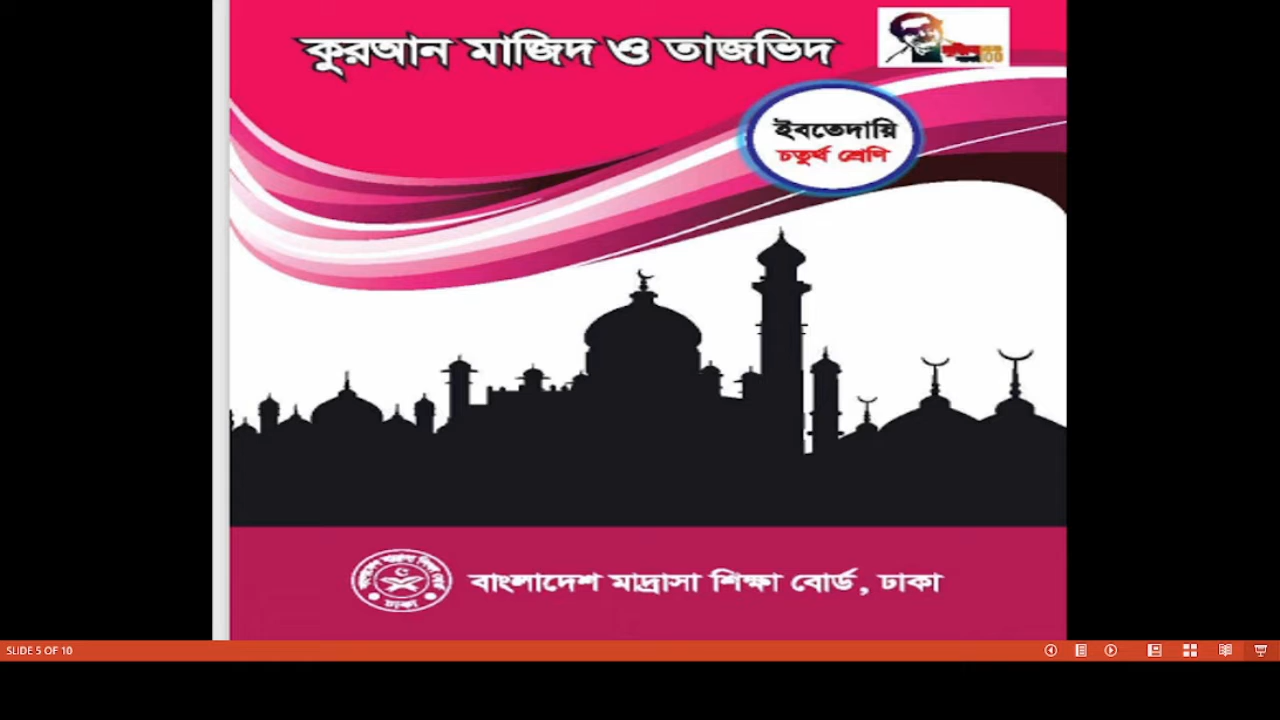 কুরআন মাজিদ ও তাজভিদ
ইবতেদায়ি
চতুর্থ শ্রেণি
ঢাকা
বাংলাদেশ মাদ্রাসা শিক্ষা বোর্ড, ঢাকা
SLIDE 5 OF 10